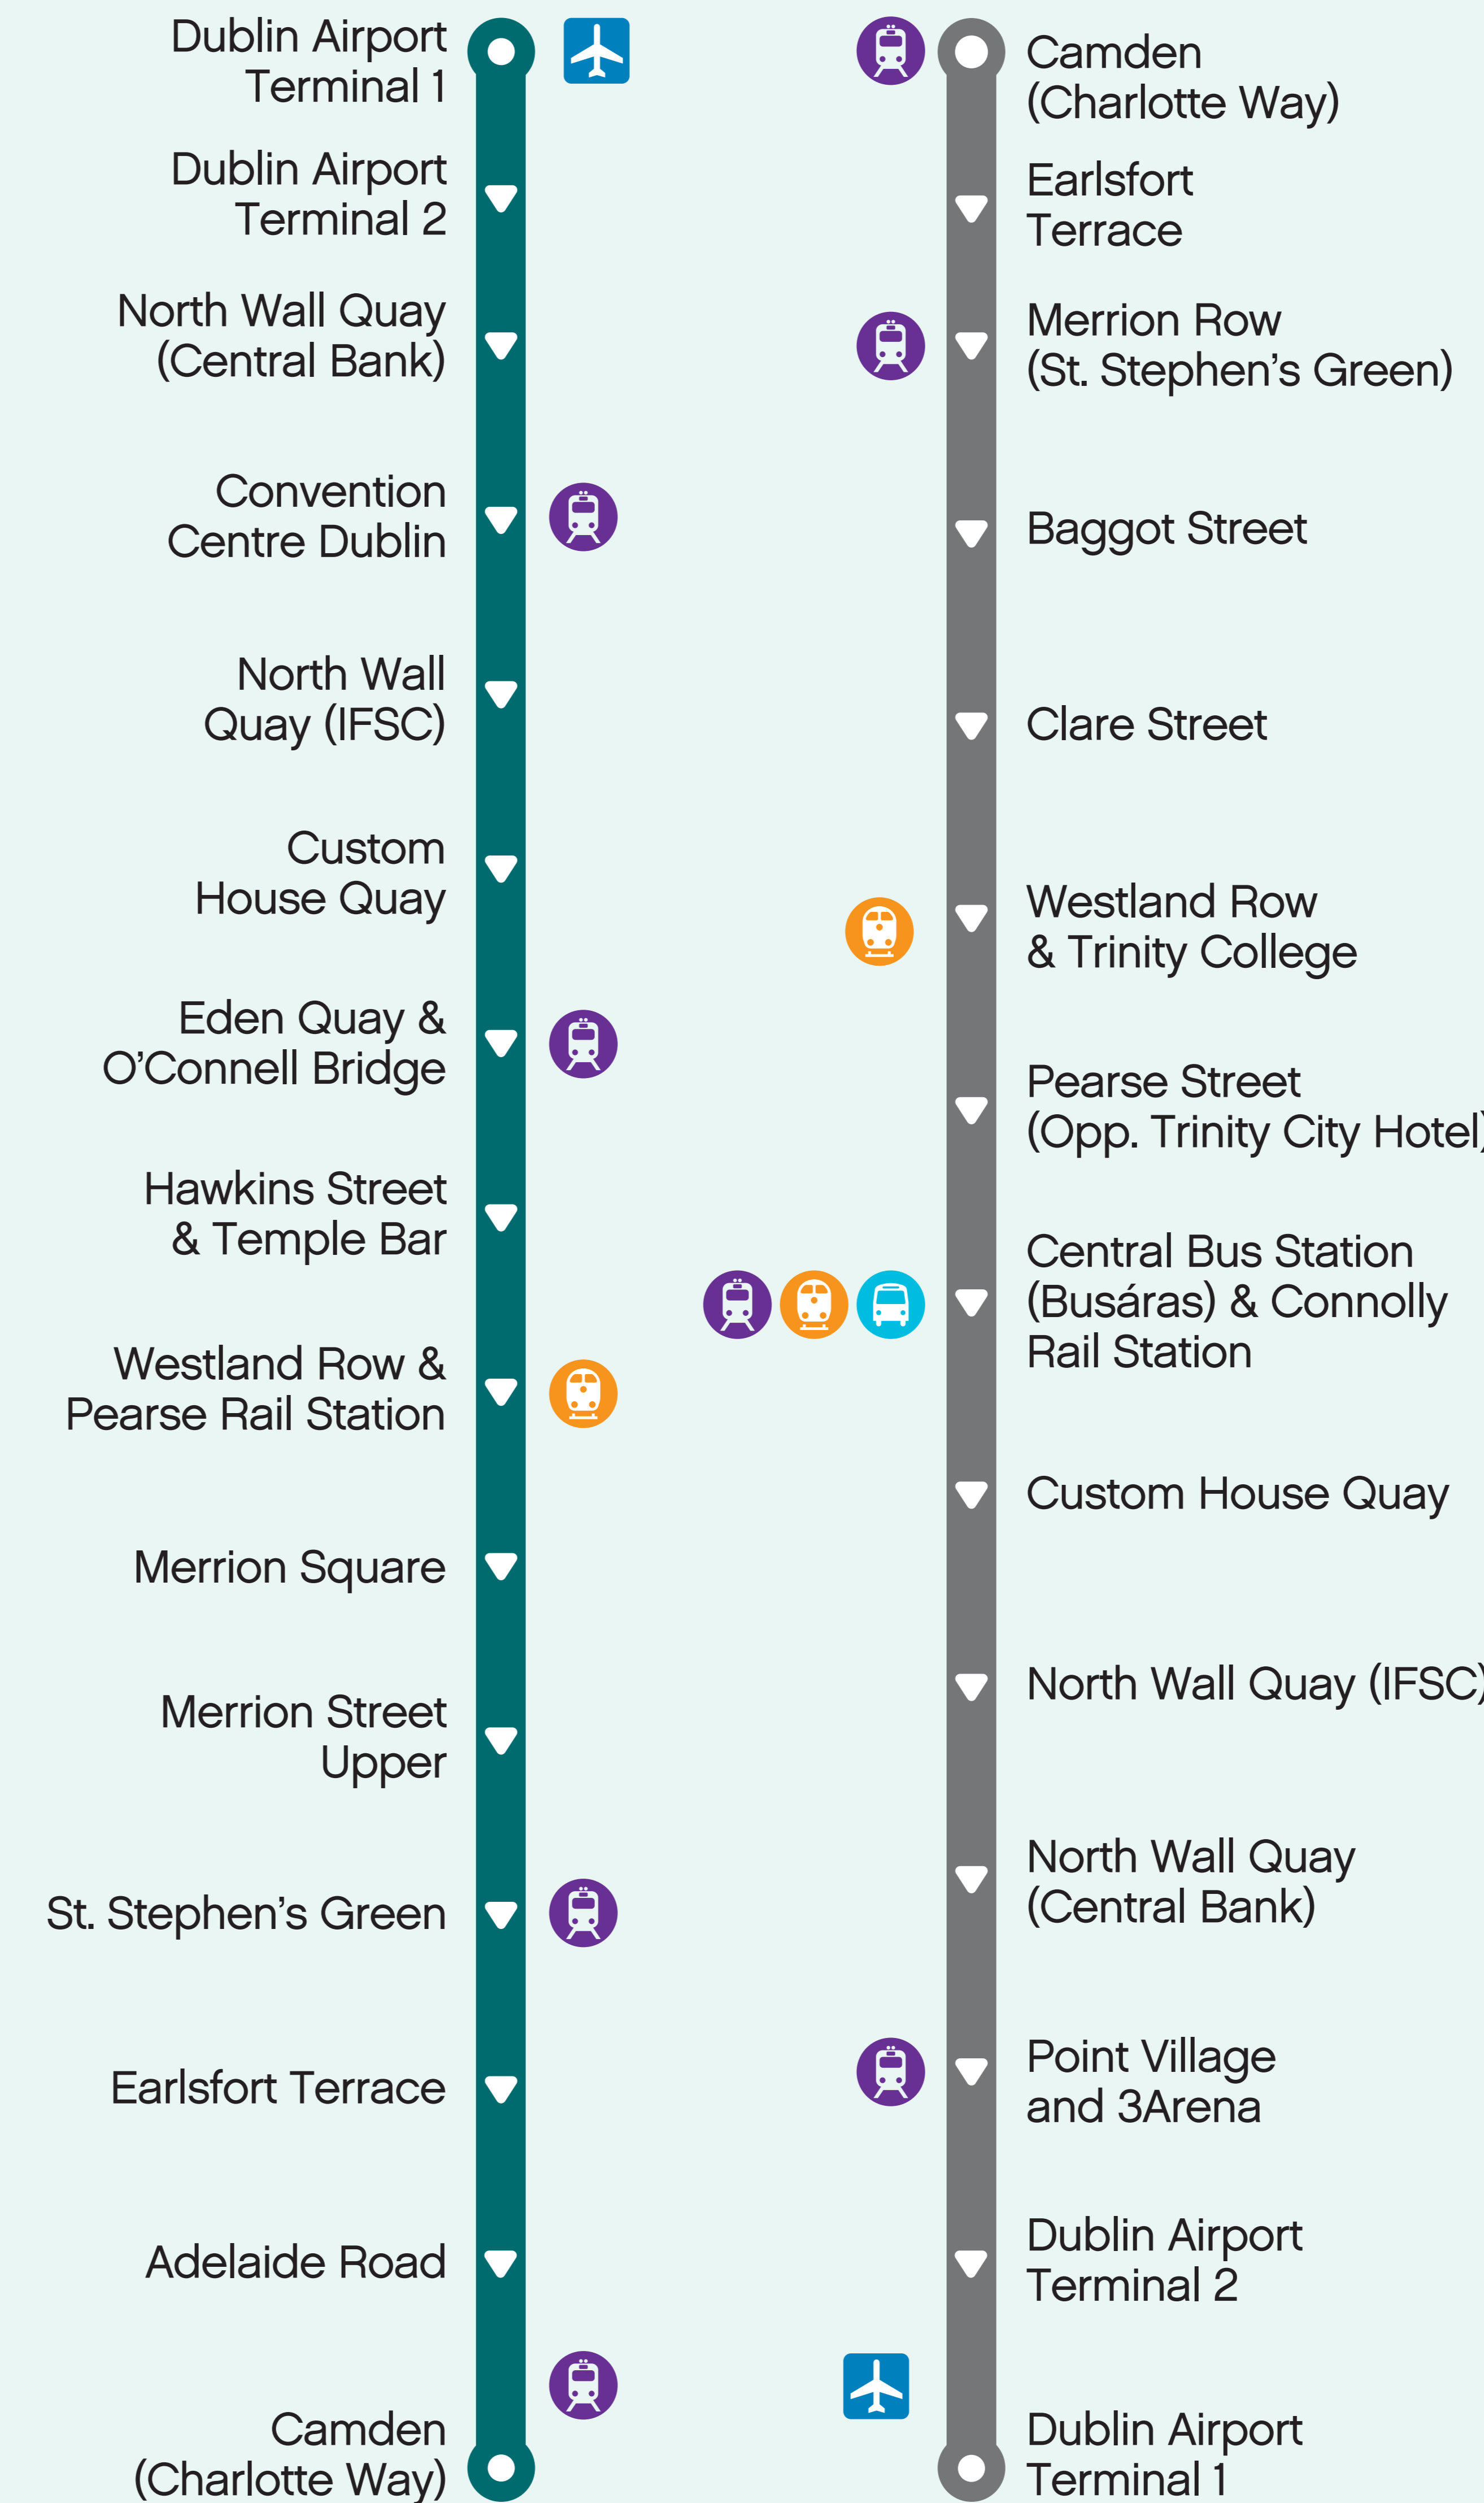 Dublin Airport
Terminal 1
Dublin Airport
Terminal 2
North Wall Quay
(Central Bank)
Convention
Centre Dublin
North Wall
Quay (IFSC)
Custom
House Quay
Eden Quay &
O’Connell Bridge
Hawkins Street
& Temple Bar
Westland Row &
Pearse Rail Station
Merrion Square
Merrion Street
Upper
St. Stephen’s Green
Earlsfort Terrace
Adelaide Road
Camden
(Charlotte Way)
Camden
(Charlotte Way)
Earlsfort
Terrace
Merrion Row
(St. Stephen’s Green)
Baggot Street
Clare Street
Westland Row
& Trinity College
Pearse Street
(Opp. Trinity City Hotel)
Central Bus Station
(Busáras) & Connolly
Rail Station
Custom House Quay
North Wall Quay (IFSC)
North Wall Quay
(Central Bank)
Point Village
and 3Arena
Dublin Airport
Terminal 2
Dublin Airport
Terminal 1